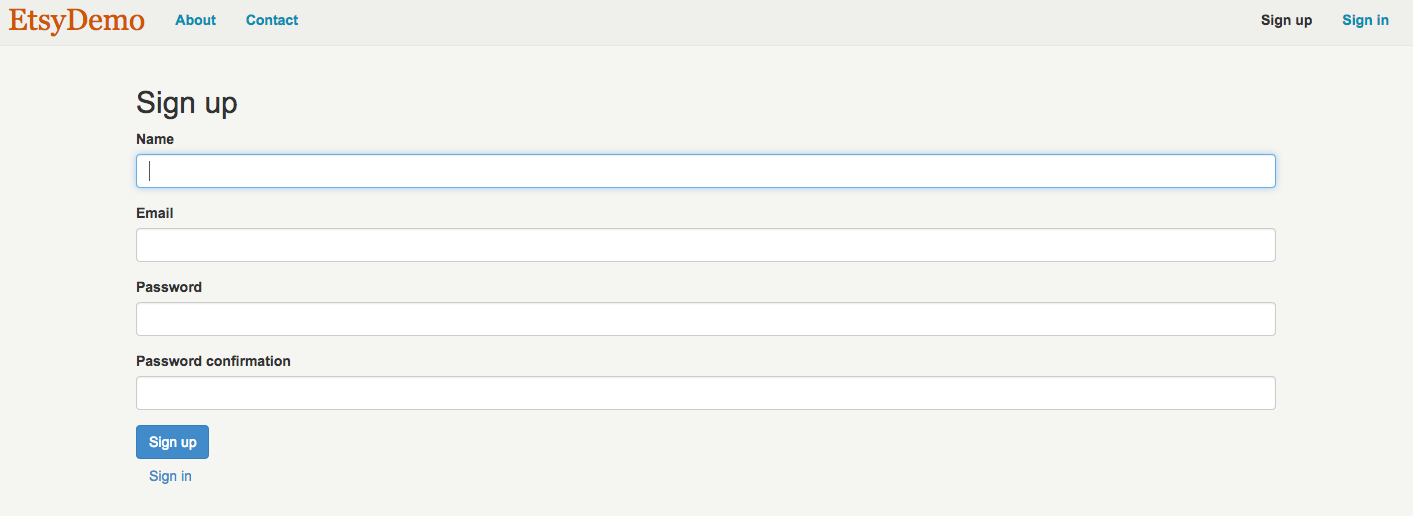 EtsyDemo About Contact Sign up Sign in
Sign up
Name
Email
Password
Password confirmation
Sign up
Sign in